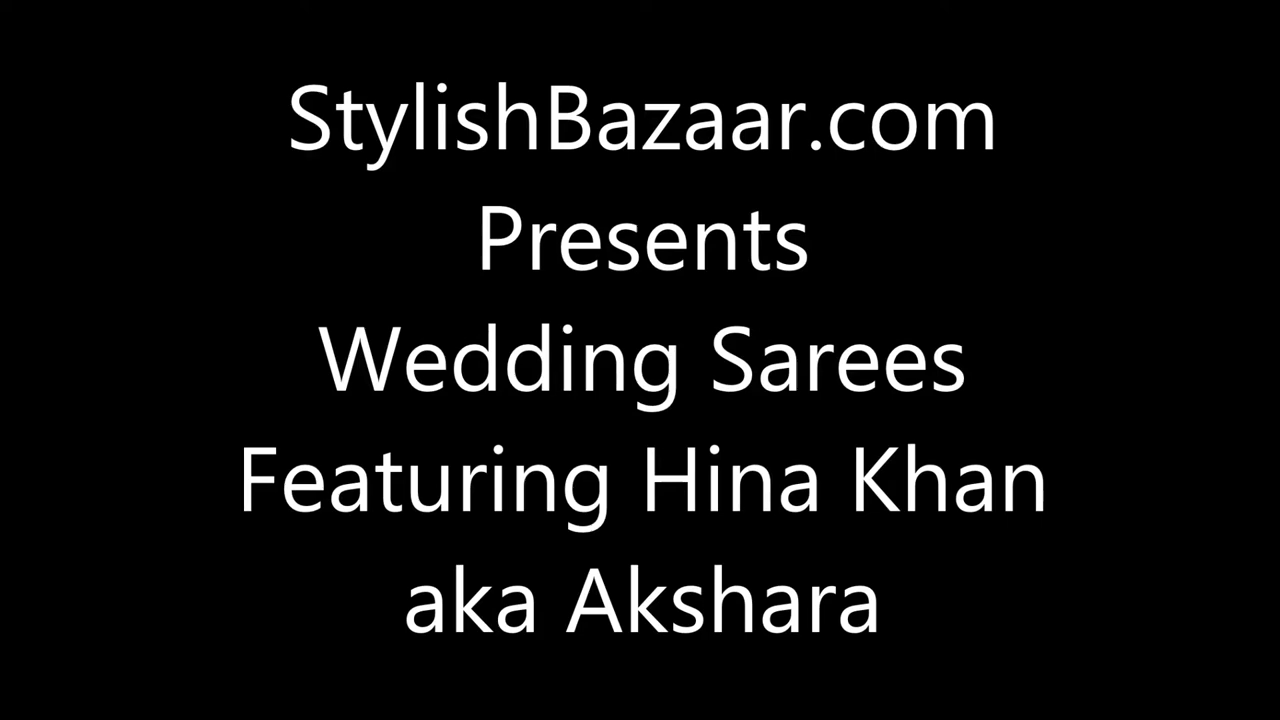 StylishBazaar.com
Presents
Wedding Sarees
Featuring Hina Khan
aka Akshara